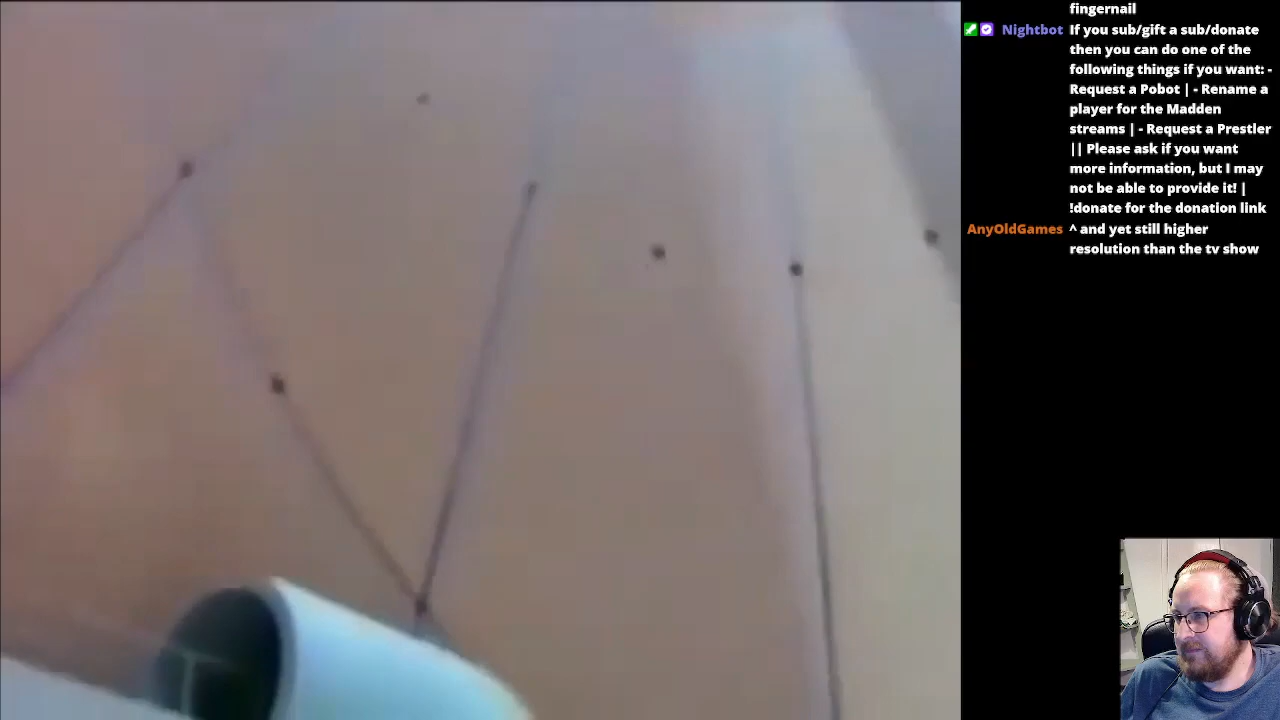 fingernail
Nightbot If you sub/gift a sub/donate
then you can do one of the
following things if you want: -
Request a Pobot | - Rename a
player for the Madden
streams | - Request a Prestler
|| Please ask if you want
more information, but I may
not be able to provide it! |
!donate for the donation link
AnyOldGames ^ and yet still higher
resolution than the tv show